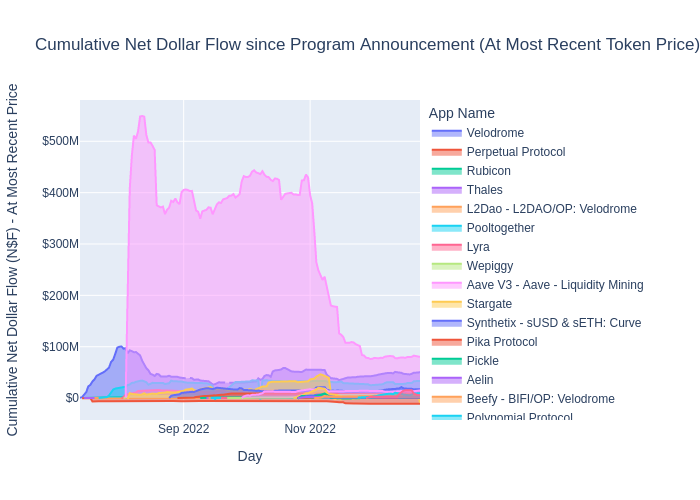 Cumulative Net Dollar Flow since Program Announcement (At Most Recent Token Price)
Cumulative Net Dollar Flow (N$F) - At Most Recent Price
$500M
$400M
$300M
$200M
$100M
$0
Sep 2022
Nov 2022
Day
App Name
Velodrome
Perpetual Protocol
Rubicon
Thales
L2Dao - L2DAO/OP: Velodrome
Pooltogether
Lyra
Wepiggy
Aave V3 - Aave - Liquidity Mining
Stargate
Synthetix - sUSD & sETH: Curve
Pika Protocol
Pickle
Aelin
Beefy - BIFI/OP: Velodrome
Polynomial Protocol